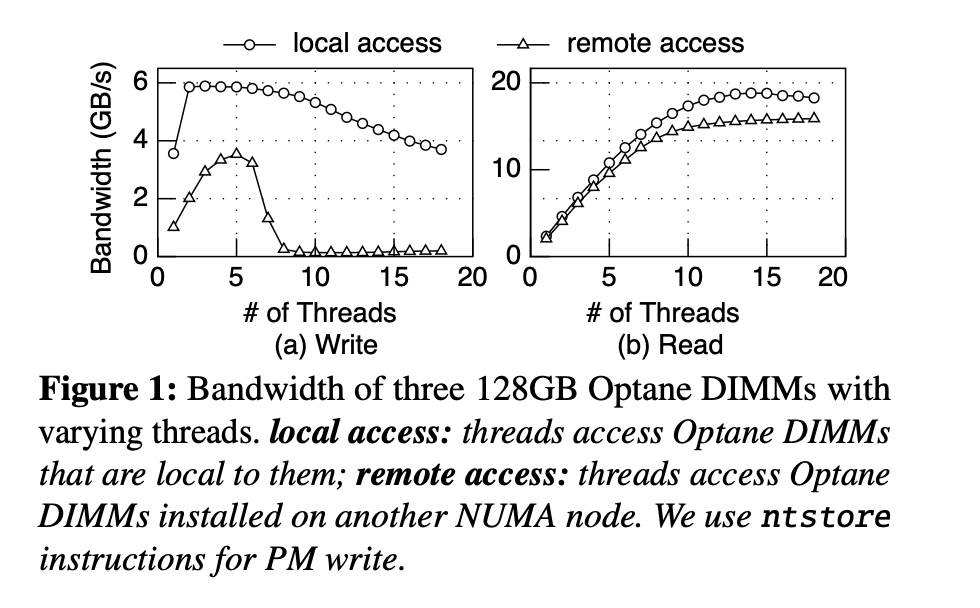 local access
remote access
Bandwidth (GB/s)
6
4
2
0
0 5 10 15 20
# of Threads
(a) Write
20
10
0
0 5 10 15 20
# of Threads
(b) Read
Figure 1: Bandwidth of three 128GB Optane DIMMs with
varying threads. local access: threads access Optane DIMMs
that are local to them; remote access: threads access Optane
DIMMs installed on another NUMA node. We use ntstore
instructions for PM write.